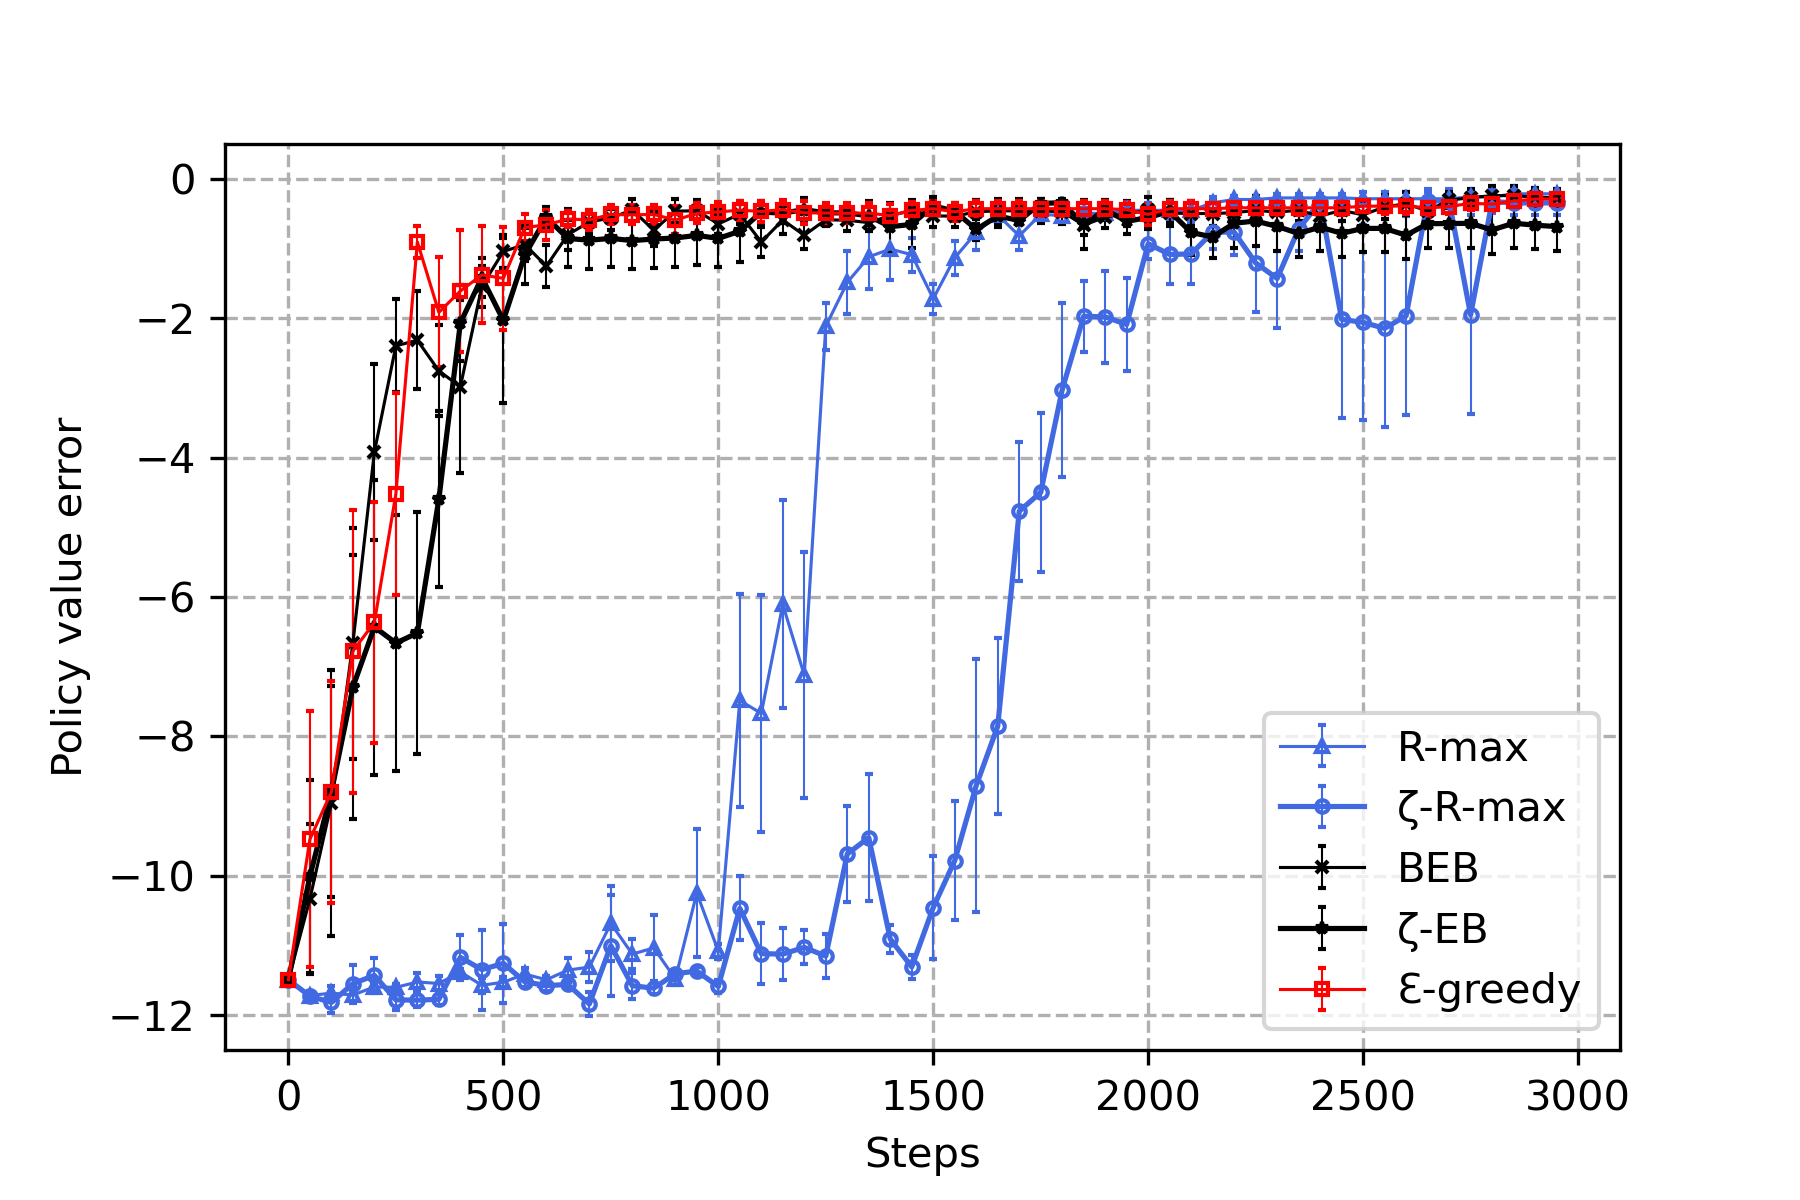 Policy value error
0
−2
−4
−6
−8
−10
−12
0 500 1000 1500 2000 2500 3000
Steps
R-max
ζ-R-max
BEB
ζ-EB
Ɛ-greedy